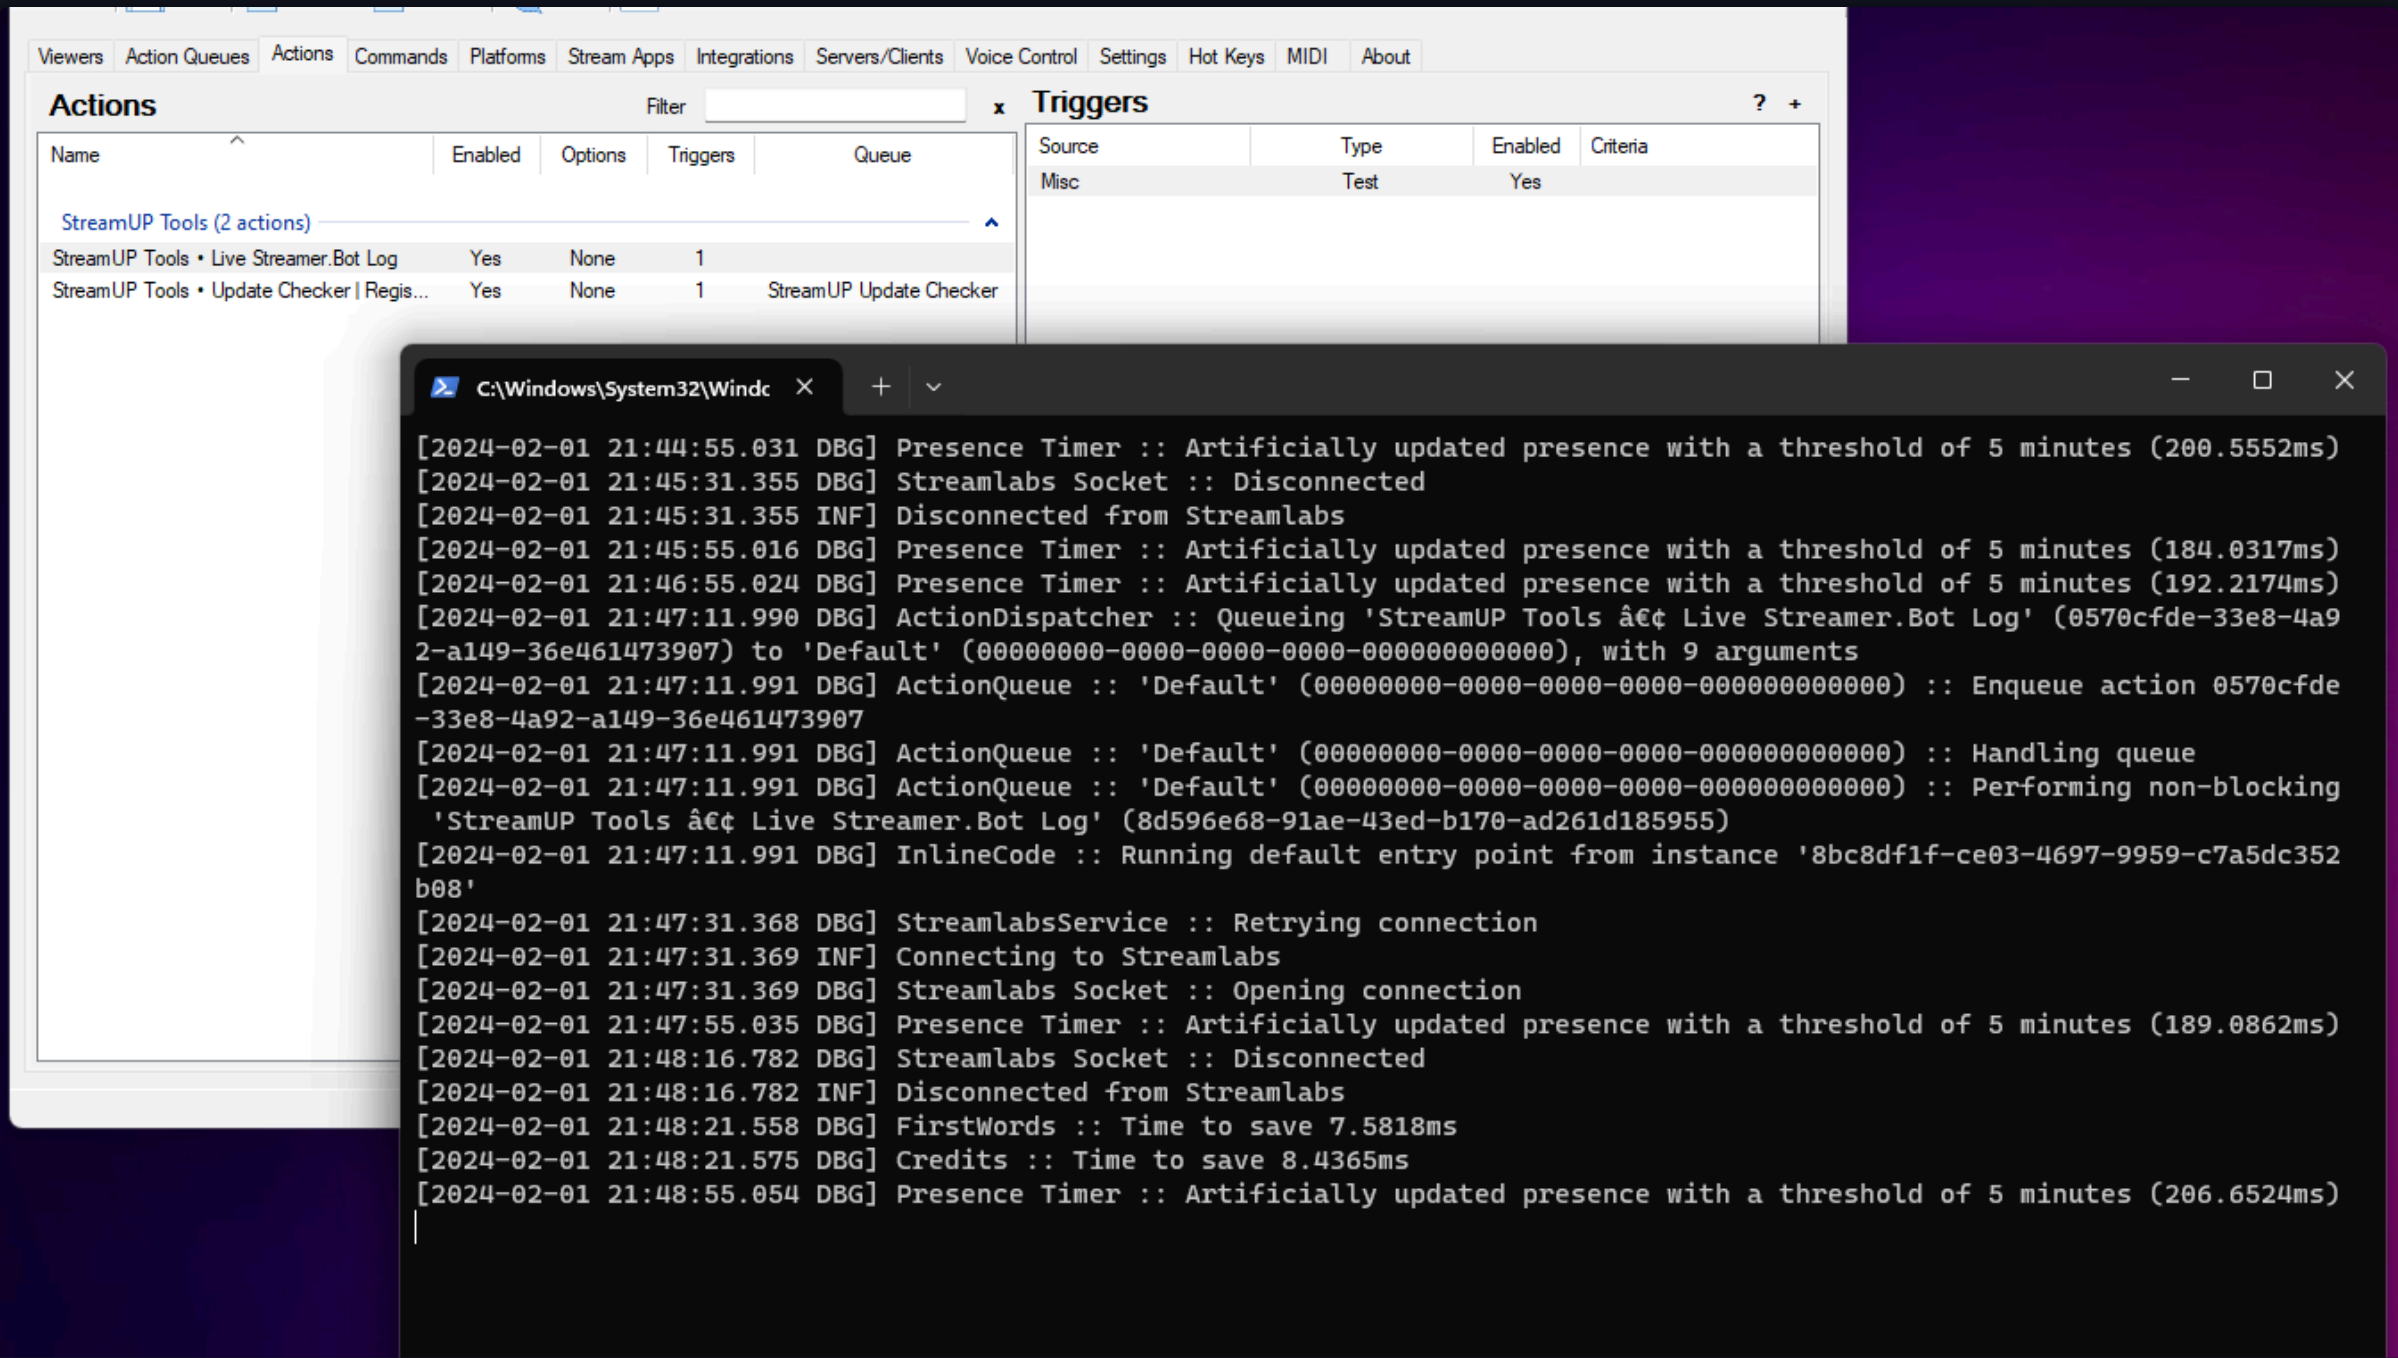 Viewers Action Queues Actions Commands Platforms Stream Apps Integrations Servers/Clients Voice Control Settings Hot Keys MIDI About
Actions Filter x
Name Enabled Options Triggers Queue
StreamUP Tools (2 actions)
StreamUP Tools • Live Streamer.Bot Log Yes None 1
StreamUP Tools • Update Checker | Regis... Yes None 1 StreamUP Update Checker
Triggers ? +
Source Type Enabled Criteria
Misc Test Yes
C:\Windows\System32\Windc
[2024-02-01 21:44:55.031 DBG] Presence Timer :: Artificially updated presence with a threshold of 5 minutes (200.5552ms)
[2024-02-01 21:45:31.355 DBG] Streamlabs Socket :: Disconnected
[2024-02-01 21:45:31.355 INF] Disconnected from Streamlabs
[2024-02-01 21:45:55.016 DBG] Presence Timer :: Artificially updated presence with a threshold of 5 minutes (184.0317ms)
[2024-02-01 21:46:55.024 DBG] Presence Timer :: Artificially updated presence with a threshold of 5 minutes (192.2174ms)
[2024-02-01 21:47:11.990 DBG] ActionDispatcher :: Queueing 'StreamUP Tools â€¢ Live Streamer.Bot Log' (0570cfde-33e8-4a9
2-a149-36e461473907) to 'Default' (00000000-0000-0000-0000-000000000000), with 9 arguments
[2024-02-01 21:47:11.991 DBG] ActionQueue :: 'Default' (00000000-0000-0000-0000-000000000000) :: Enqueue action 0570cfde
-33e8-4a92-a149-36e461473907
[2024-02-01 21:47:11.991 DBG] ActionQueue :: 'Default' (00000000-0000-0000-0000-000000000000) :: Handling queue
[2024-02-01 21:47:11.991 DBG] ActionQueue :: 'Default' (00000000-0000-0000-0000-000000000000) :: Performing non-blocking
'StreamUP Tools â€¢ Live Streamer.Bot Log' (8d596e68-91ae-43ed-b170-ad261d185955)
[2024-02-01 21:47:11.991 DBG] InlineCode :: Running default entry point from instance '8bc8df1f-ce03-4697-9959-c7a5dc352
b08'
[2024-02-01 21:47:31.368 DBG] StreamlabsService :: Retrying connection
[2024-02-01 21:47:31.369 INF] Connecting to Streamlabs
[2024-02-01 21:47:31.369 DBG] Streamlabs Socket :: Opening connection
[2024-02-01 21:47:55.035 DBG] Presence Timer :: Artificially updated presence with a threshold of 5 minutes (189.0862ms)
[2024-02-01 21:48:16.782 DBG] Streamlabs Socket :: Disconnected
[2024-02-01 21:48:16.782 INF] Disconnected from Streamlabs
[2024-02-01 21:48:21.558 DBG] FirstWords :: Time to save 7.5818ms
[2024-02-01 21:48:21.575 DBG] Credits :: Time to save 8.4365ms
[2024-02-01 21:48:55.054 DBG] Presence Timer :: Artificially updated presence with a threshold of 5 minutes (206.6524ms)